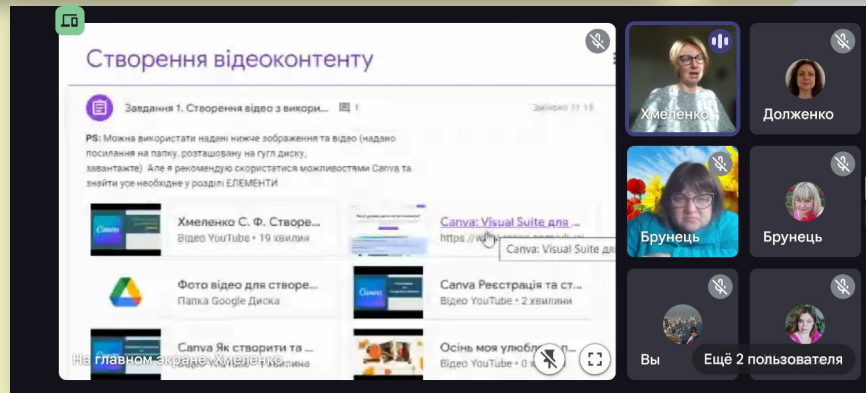 Створення відеоконтенту
Завдання 1. Створення відео з викори... 1
Змінено 11:15
PS: Можна використати надані нижче зображення та відео (надано
посилання на папку, розташовану на гугл диску,
завантажте) Але я рекомендую скористатися можливостями Canva та
знайти усе необхідне у розділі ЕЛЕМЕНТИ
Хмеленко С. Ф. Створе...
Відео YouTube • 19 хвилин
Canva: Visual Suite для ...
Canva: Visual Suite для
Фото відео для створе...
Папка Google Диска
Canva Реєстрація та ст...
Відео YouTube • 2 хвилини
Canva Як створити та ...
Осінь моя улюбл
Відео YouTube • 0
На главном экране: Хмеленко
Хмеленко
Долженко
Брунець
Брунець
Вы
Ещё 2 пользователя